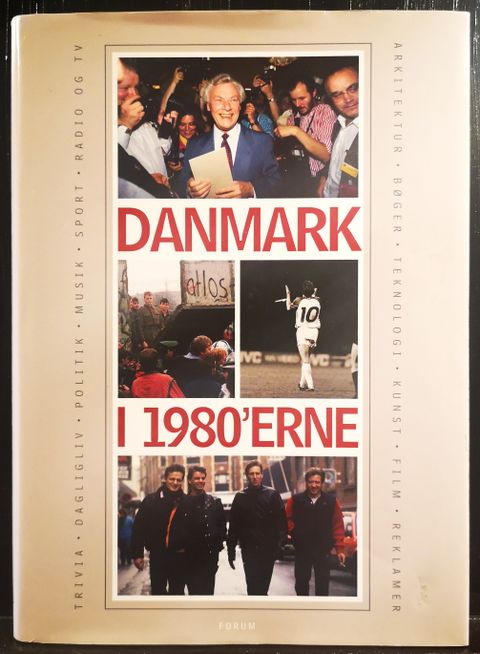 TRIVIA • DAGLIGLIV • POLITIK • MUSIK • SPORT • RADIO OG TV
ARKITEKTUR • BØGER • TEKNOLOGI • KUNST • FILM • REKLAMER
DANMARK
atlos
10
I 1980'ERNE
FORUM